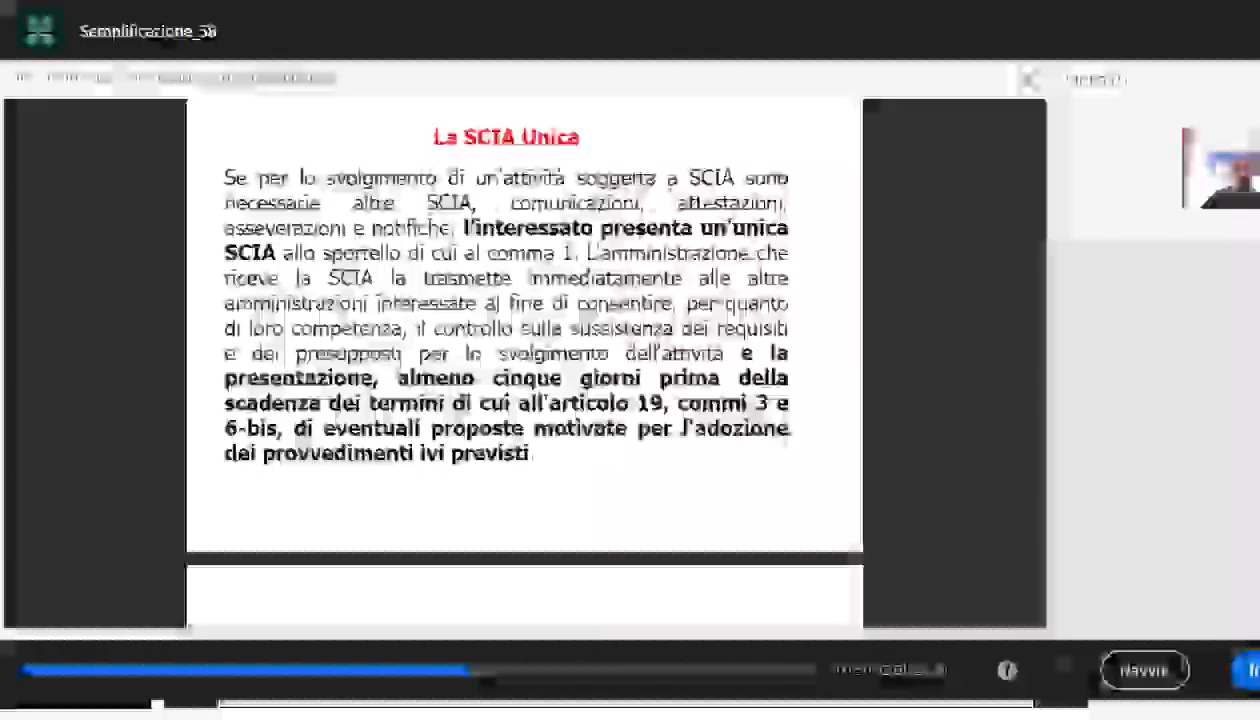 Semplificazione_58
La SCIA Unica
Se per lo svolgimento di un'attività soggetta a SCIA sono
necessarie altre SCIA, comunicazioni, attestazioni,
asseverazioni e notifiche, l'interessato presenta un'unica
SCIA allo sportello di cui al comma 1. L'amministrazione che
riceve la SCIA la trasmette immediatamente alle altre
amministrazioni interessate al fine di consentire, per quanto
di loro competenza, il controllo sulla sussistenza dei requisiti
e dei presupposti per lo svolgimento dell'attività e la
presentazione, almeno cinque giorni prima della
scadenza dei termini di cui all'articolo 19, commi 3 e
6-bis, di eventuali proposte motivate per l'adozione
dei provvedimenti ivi previsti